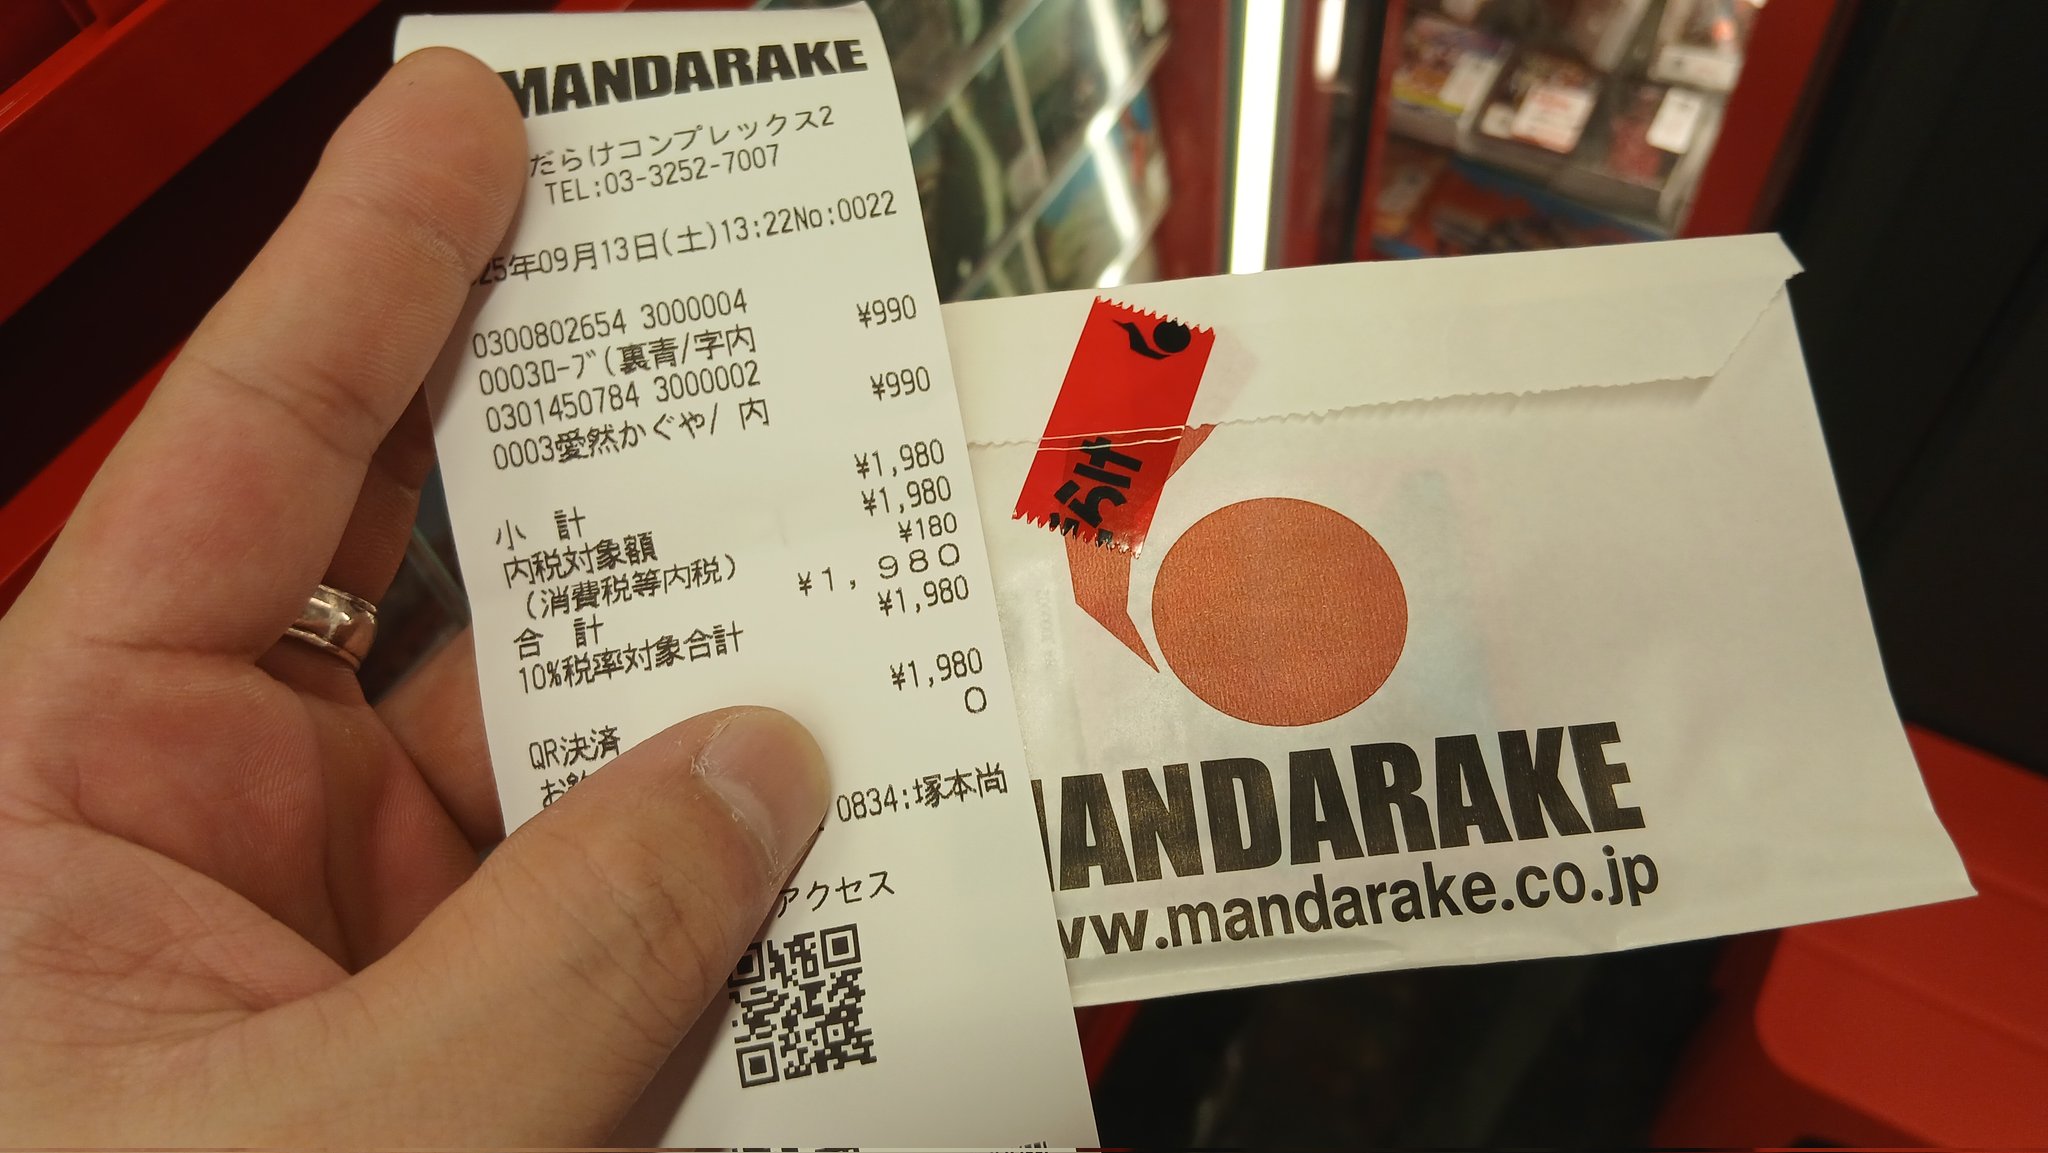 MANDARAKE
だらけコンプレックス2
TEL:03-3252-7007
25年09月13日(土)13:22No:0022
0300802654 3000004 ¥990
0003ﾛｰﾌﾞ(裏青/字内
0301450784 3000002 ¥990
0003愛然かぐや/ 内
小 計 ¥1,980
内税対象額 ¥1,980
(消費税等内税) ¥180
合 計 ¥1,980
10%税率対象合計 ¥1,980
QR決済 ¥1,980
0
0834:塚本尚
アクセス
らけ
MANDARAKE
www.mandarake.co.jp